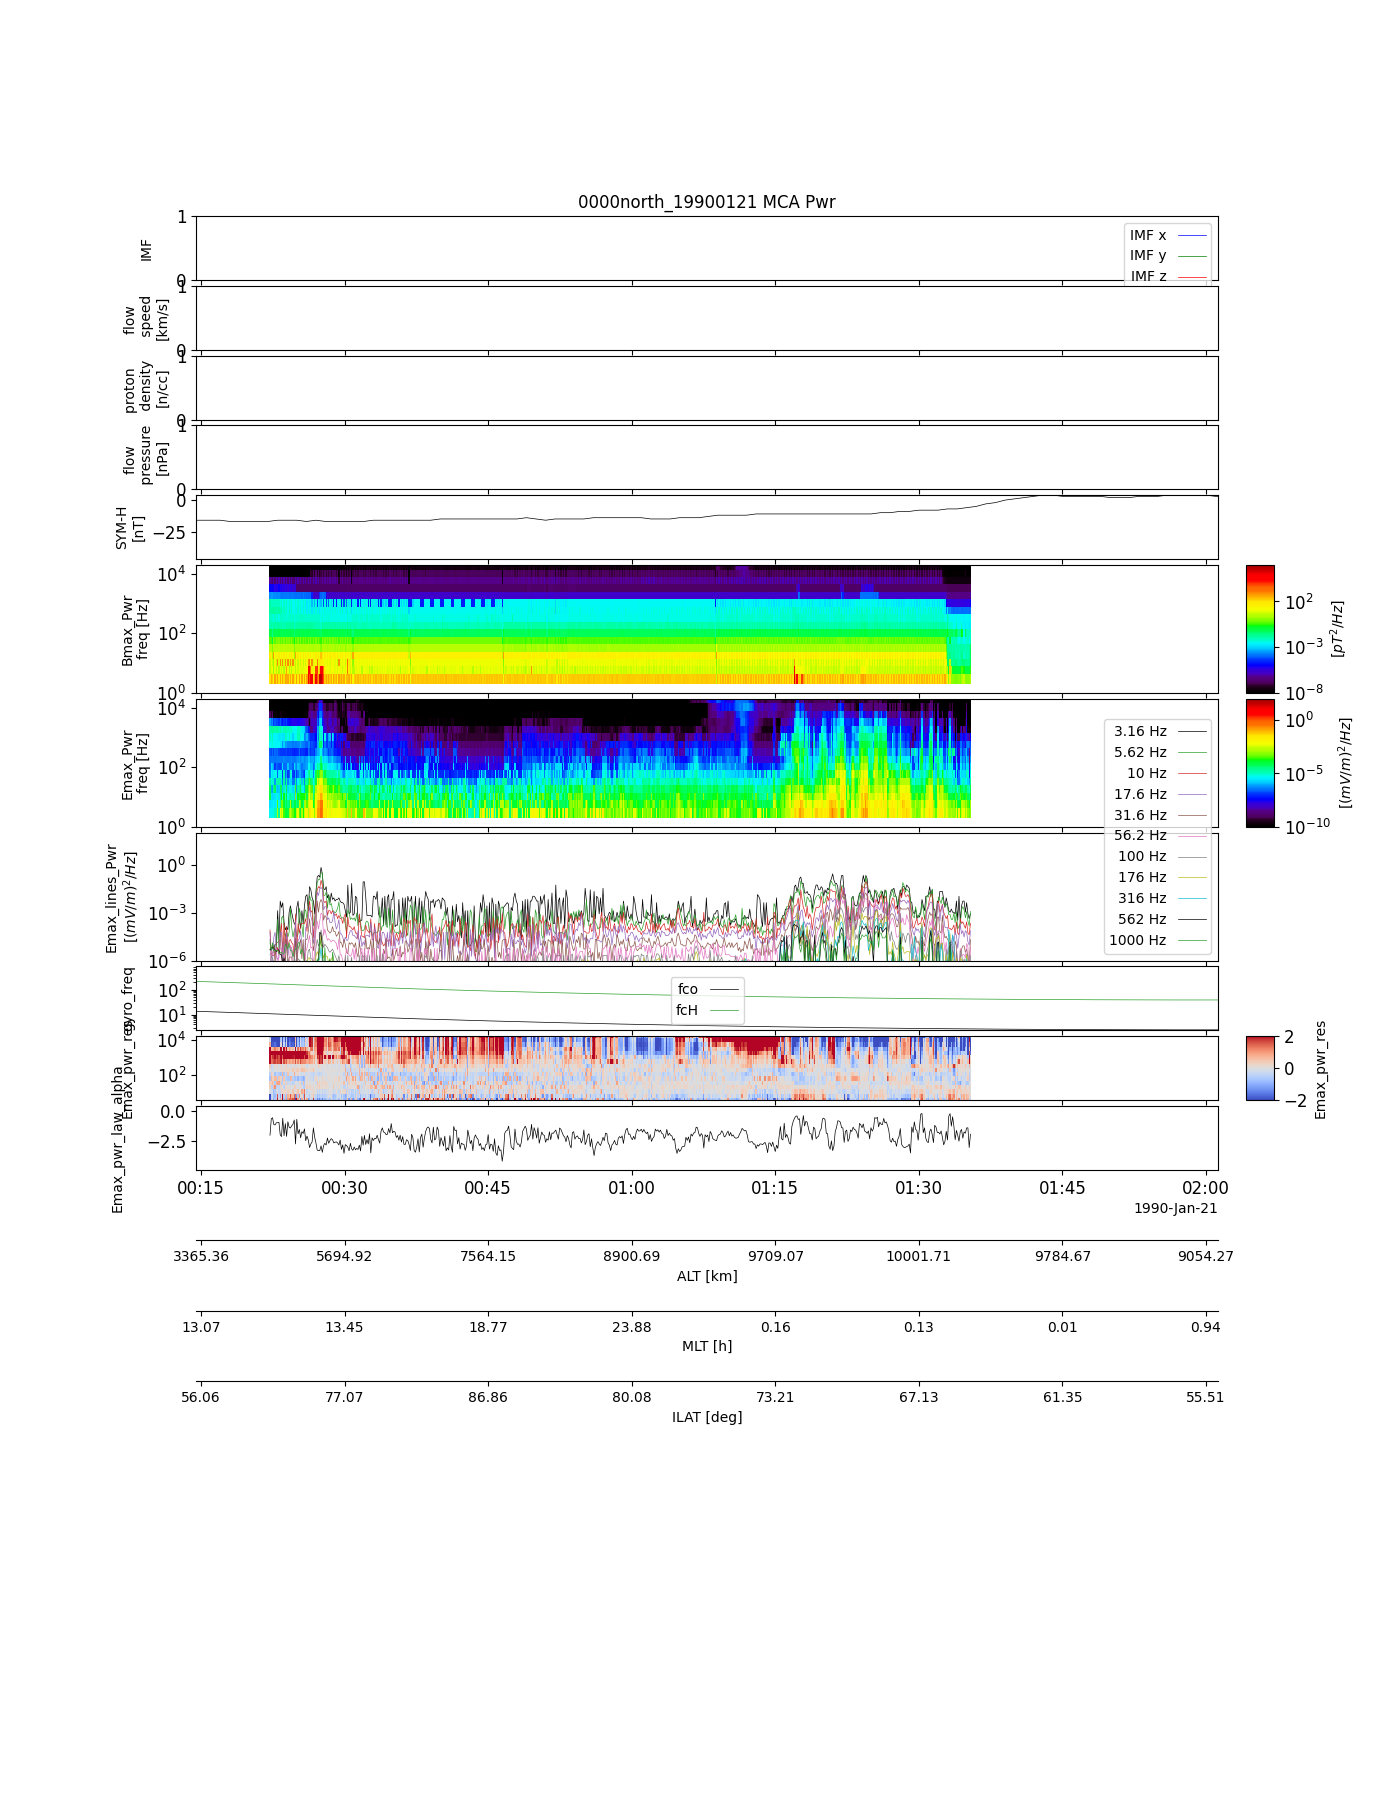 0000north_19900121 MCA Pwr
1
0
IMF
IMF x
IMF y
IMF z
1
0
flow
speed
[km/s]
1
0
proton
density
[n/cc]
1
0
flow
pressure
[nPa]
0
−25
SYM-H
[nT]
10^4
10^2
10^0
Bmax_Pwr
freq [Hz]
10^2
10^−3
10^−8
[pT^2/Hz]
10^4
10^2
10^0
Emax_Pwr
freq [Hz]
10^0
10^−5
10^−10
[(mV/m)^2/Hz]
3.16 Hz
5.62 Hz
10 Hz
17.6 Hz
31.6 Hz
56.2 Hz
100 Hz
176 Hz
316 Hz
562 Hz
1000 Hz
10^0
10^−3
10^−6
Emax_lines_Pwr
[(mV/m)^2/Hz]
10^2
10^1
gyro_freq
fco
fcH
10^4
10^2
Emax_pwr_res
2
0
−2
Emax_pwr_res
0.0
−2.5
Emax_pwr_law_alpha
00:15 00:30 00:45 01:00 01:15 01:30 01:45 02:00
1990-Jan-21
3365.36 5694.92 7564.15 8900.69 9709.07 10001.71 9784.67 9054.27
ALT [km]
13.07 13.45 18.77 23.88 0.16 0.13 0.01 0.94
MLT [h]
56.06 77.07 86.86 80.08 73.21 67.13 61.35 55.51
ILAT [deg]